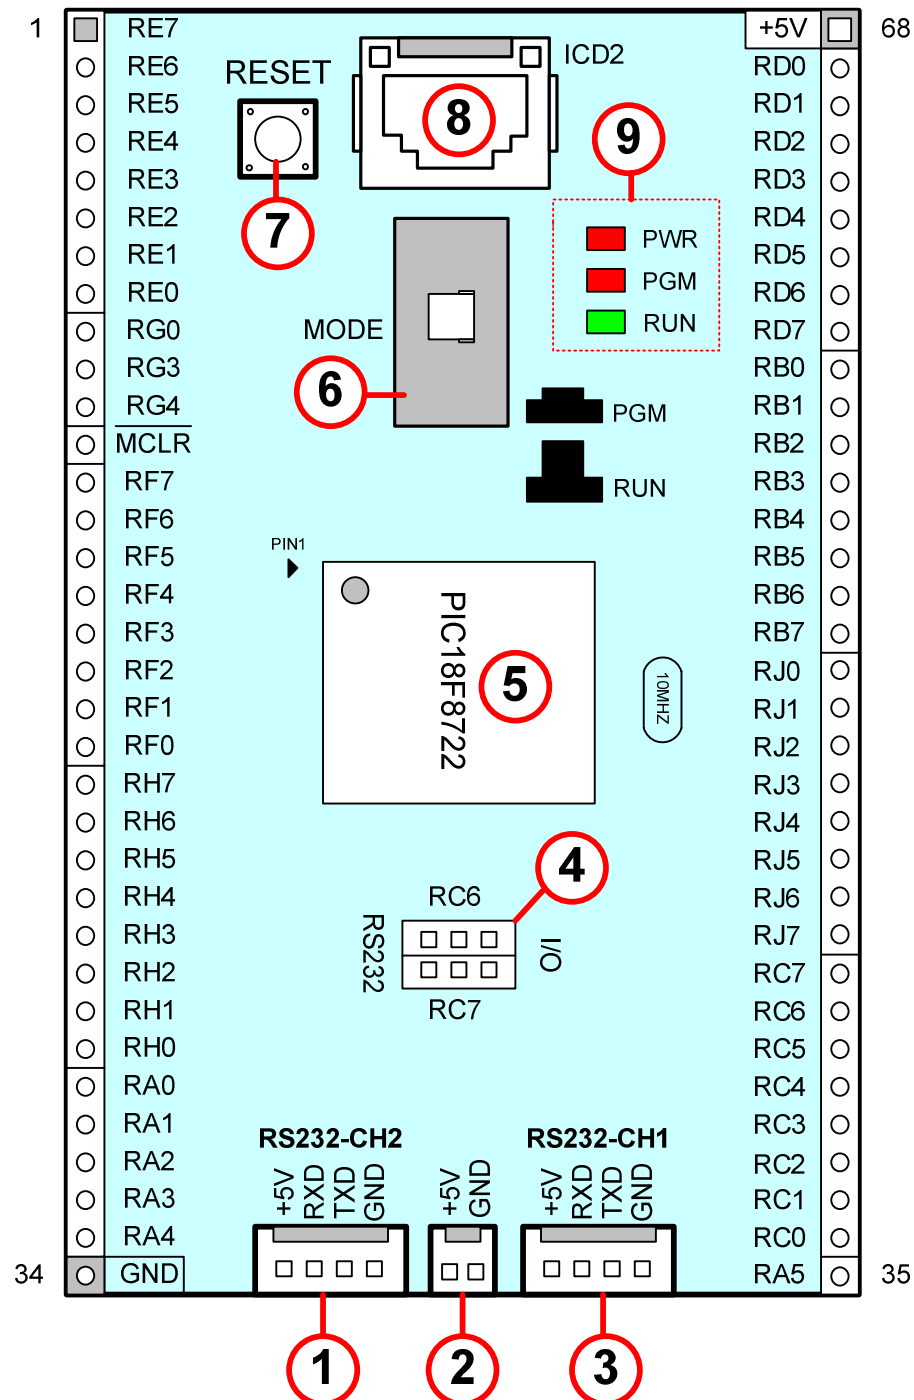 1
RE7
RE6
RE5
RE4
RE3
RE2
RE1
RE0
RG0
RG3
RG4
MCLR
RF7
RF6
RF5
RF4
RF3
RF2
RF1
RF0
RH7
RH6
RH5
RH4
RH3
RH2
RH1
RH0
RA0
RA1
RA2
RA3
RA4
34
GND
RESET
7
ICD2
8
9
PWR
PGM
RUN
MODE
6
PGM
RUN
PIN1
PIC18F8722
5
10MHZ
4
RC6
RS232
I/O
RC7
RS232-CH2
+5V
RXD
TXD
GND
+5V
GND
RS232-CH1
+5V
RXD
TXD
GND
1
2
3
+5V
68
RD0
RD1
RD2
RD3
RD4
RD5
RD6
RD7
RB0
RB1
RB2
RB3
RB4
RB5
RB6
RB7
RJ0
RJ1
RJ2
RJ3
RJ4
RJ5
RJ6
RJ7
RC7
RC6
RC5
RC4
RC3
RC2
RC1
RC0
RA5
35